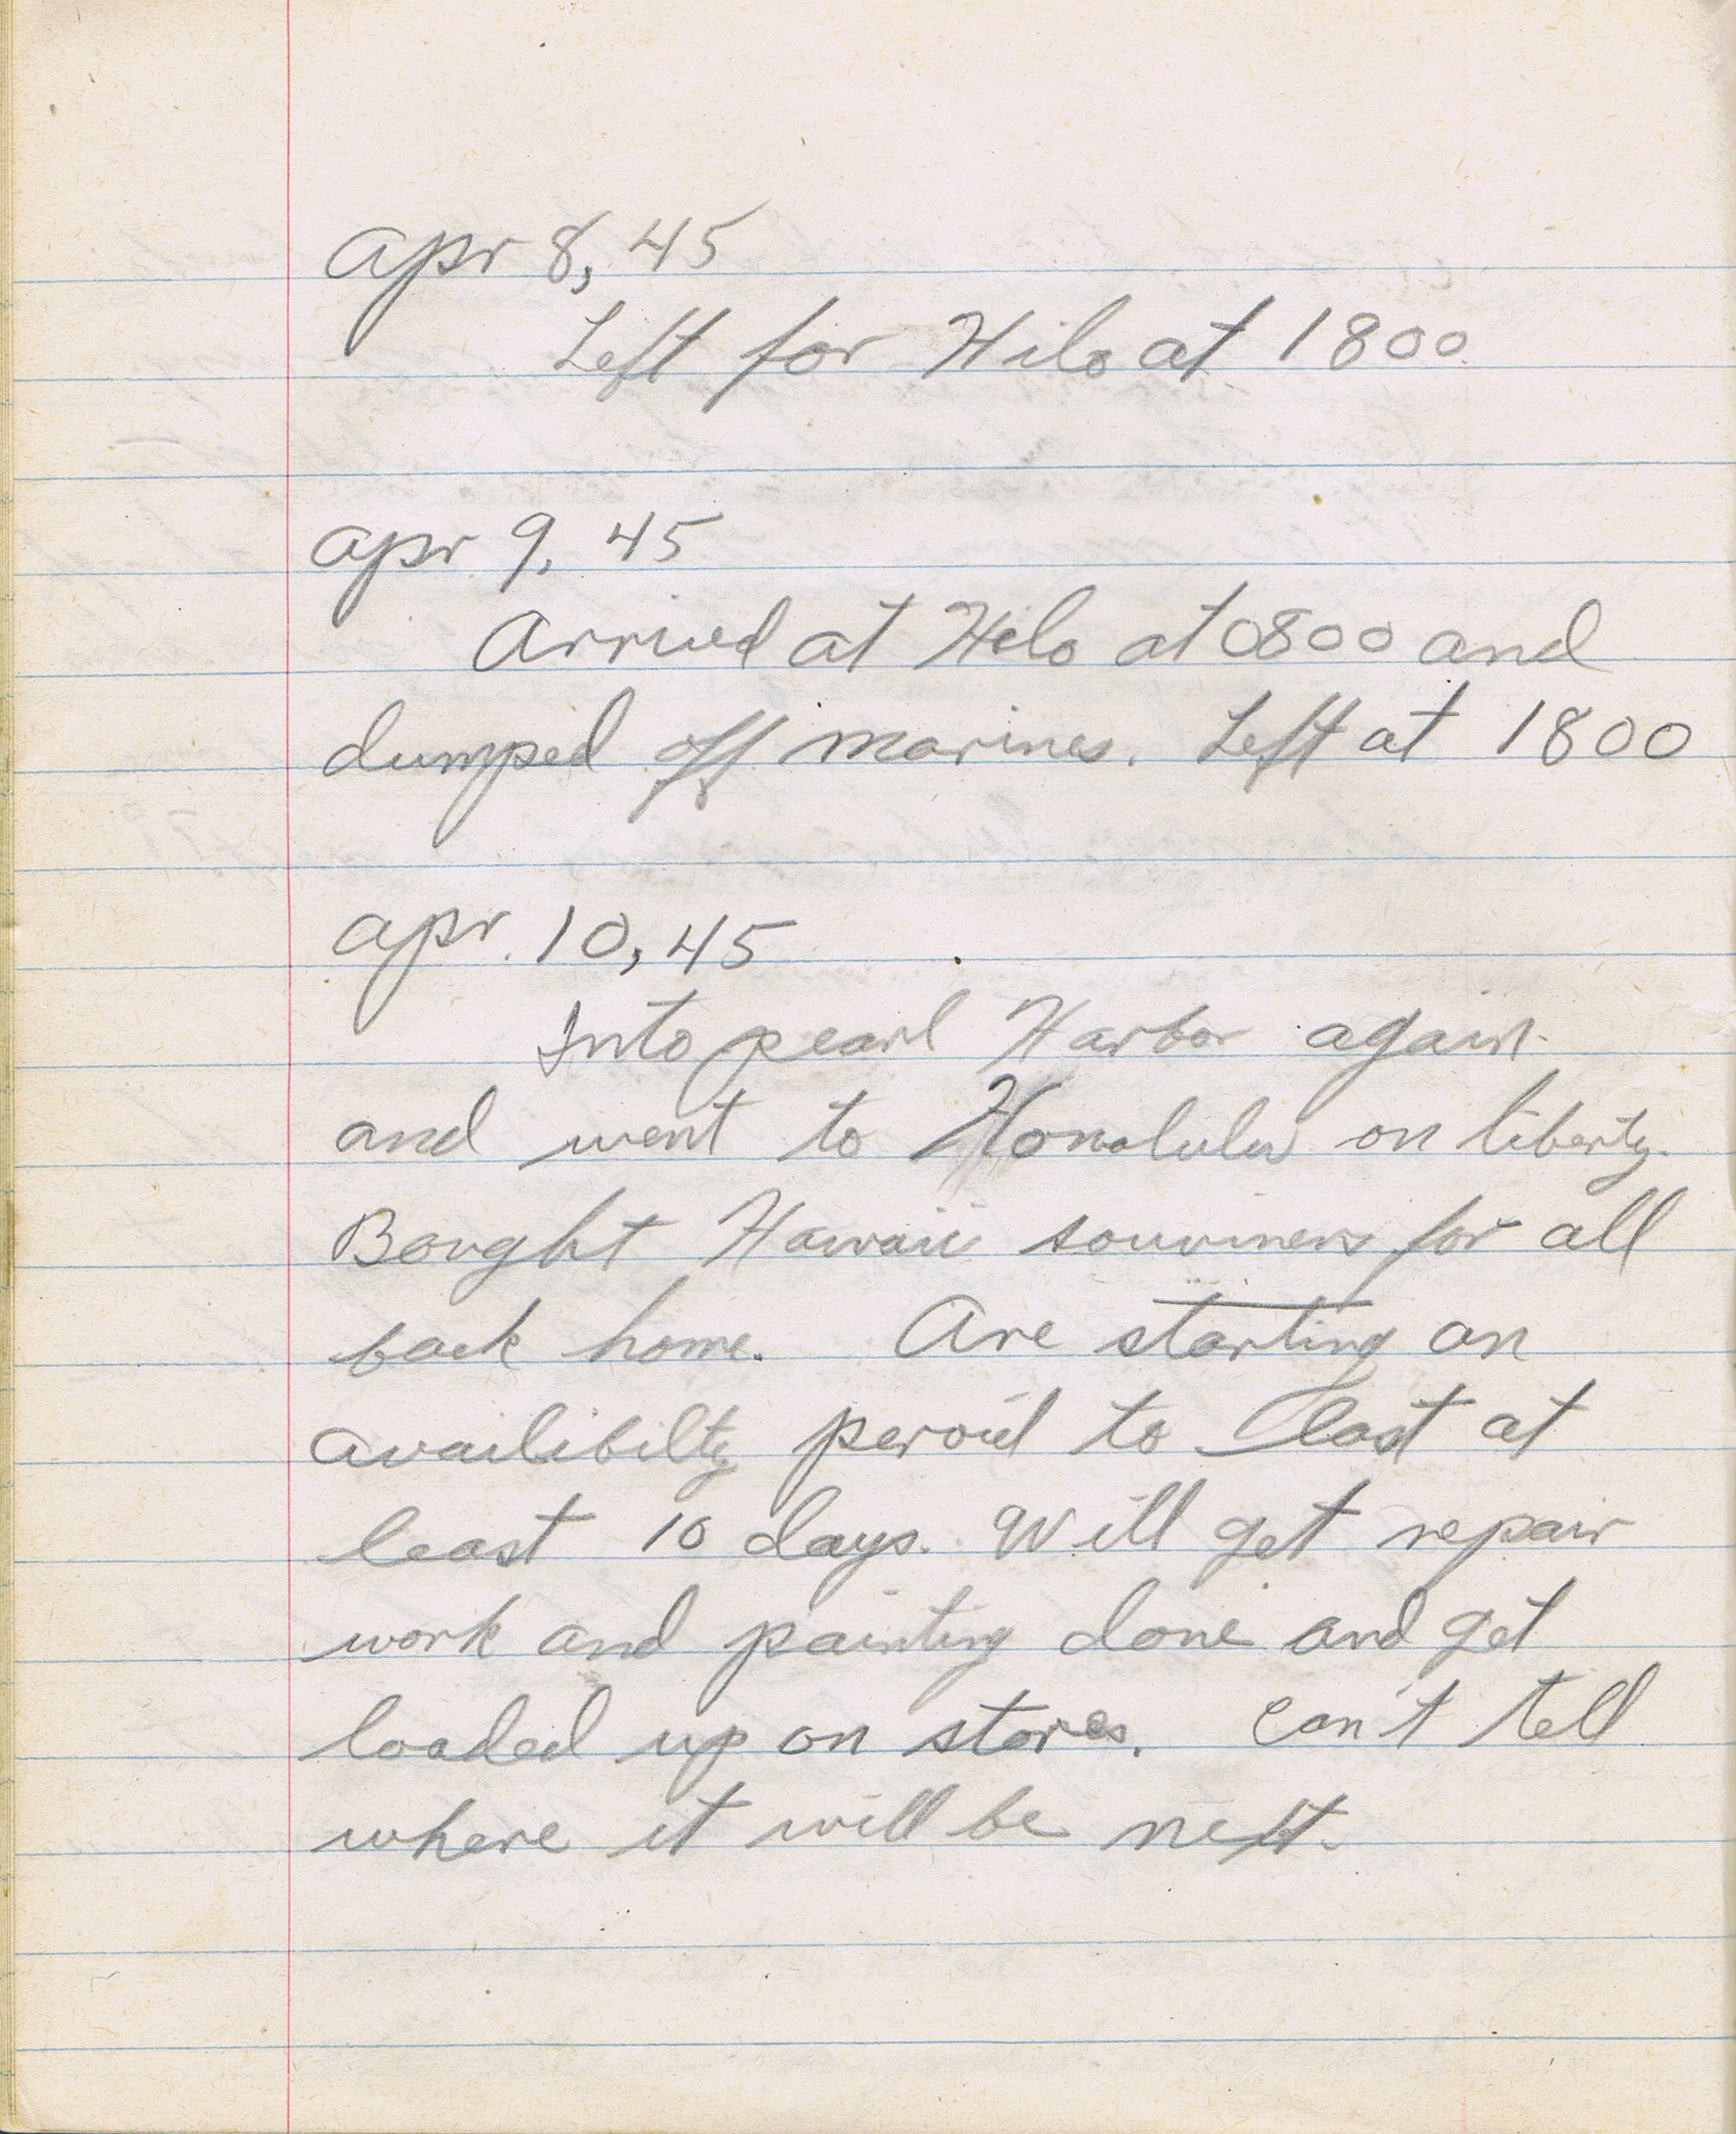 Apr 8, 45
Left for Hilo at 1800
Apr 9, 45
Arrived at Hilo at 0800 and
dumped off marines. Left at 1800
Apr. 10, 45
Into pearl Harbor again
and went to Honolulu on liberty.
Bought Hawaii for all
back home. Are starting an
availibilty peroid to last at
least 10 days. Will get repair
work and painting done and get
loaded up on stores. Can't tell
where it will be next.